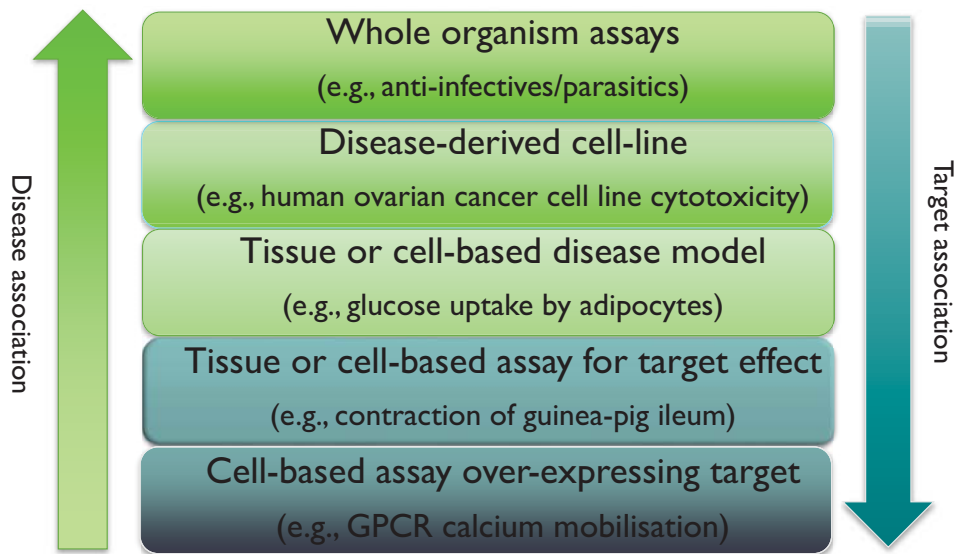 Whole organism assays
(e.g., anti-infectives/parasitics)
Disease-derived cell-line
(e.g., human ovarian cancer cell line cytotoxicity)
Tissue or cell-based disease model
(e.g., glucose uptake by adipocytes)
Tissue or cell-based assay for target effect
(e.g., contraction of guinea-pig ileum)
Cell-based assay over-expressing target
(e.g., GPCR calcium mobilisation)
Disease association
Target association